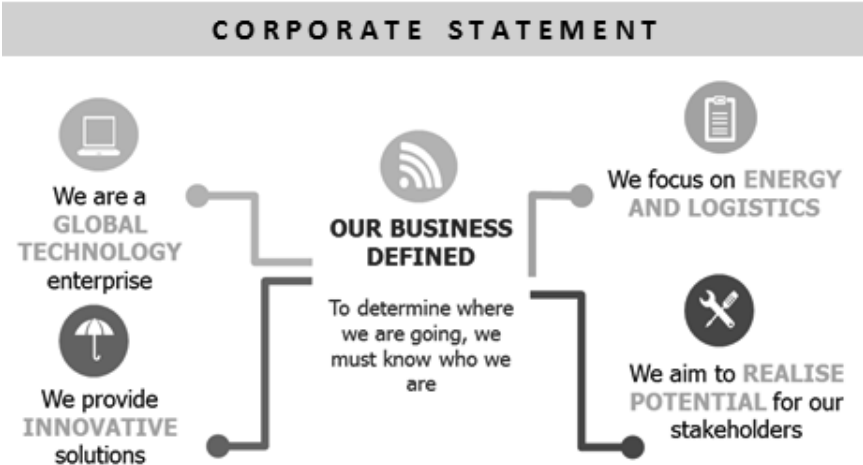 CORPORATE STATEMENT
We are a
GLOBAL
TECHNOLOGY
enterprise
We provide
INNOVATIVE
solutions
OUR BUSINESS
DEFINED
To determine where
we are going, we
must know who we
are
We focus on ENERGY
AND LOGISTICS
We aim to REALISE
POTENTIAL for our
stakeholders